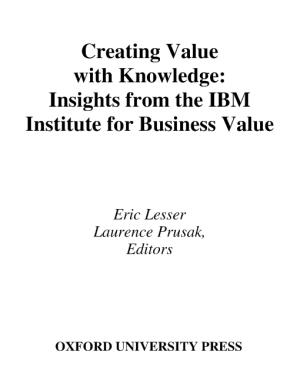 Creating Value
with Knowledge:
Insights from the IBM
Institute for Business Value
Eric Lesser
Laurence Prusak,
Editors
OXFORD UNIVERSITY PRESS